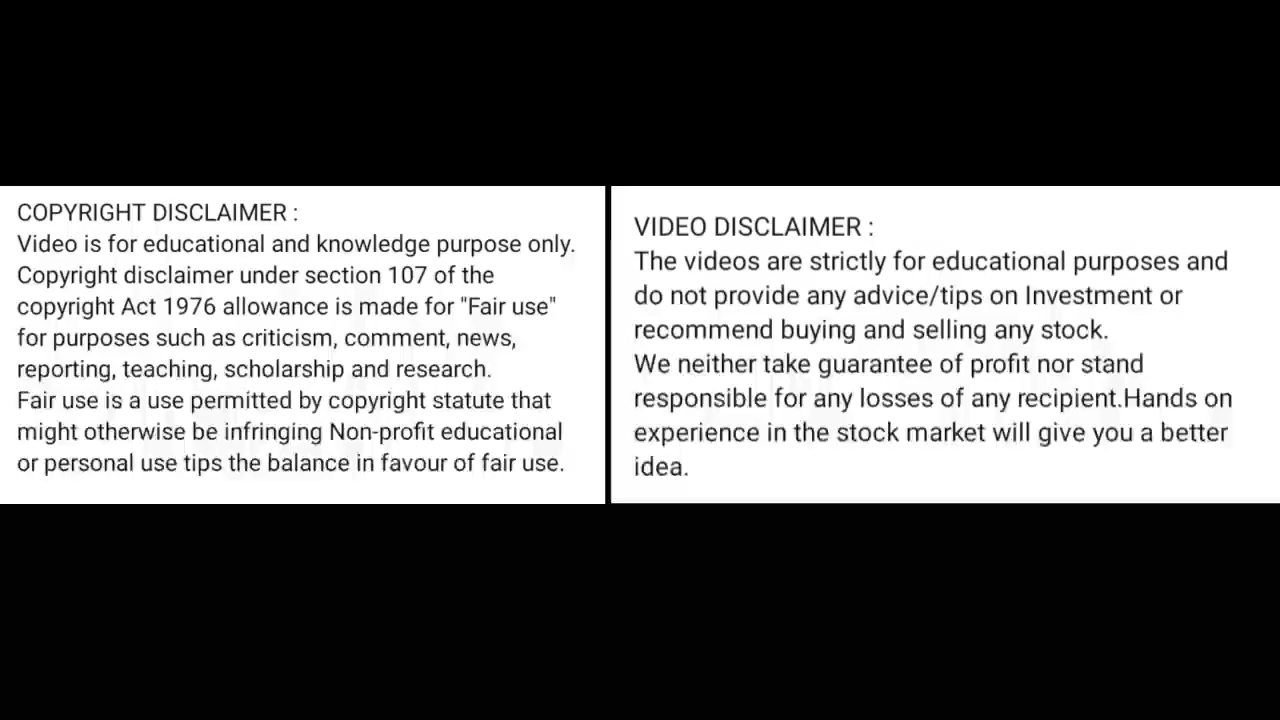 COPYRIGHT DISCLAIMER :
Video is for educational and knowledge purpose only.
Copyright disclaimer under section 107 of the
copyright Act 1976 allowance is made for "Fair use"
for purposes such as criticism, comment, news,
reporting, teaching, scholarship and research.
Fair use is a use permitted by copyright statute that
might otherwise be infringing Non-profit educational
or personal use tips the balance in favour of fair use.
VIDEO DISCLAIMER :
The videos are strictly for educational purposes and
do not provide any advice/tips on Investment or
recommend buying and selling any stock.
We neither take guarantee of profit nor stand
responsible for any losses of any recipient.Hands on
experience in the stock market will give you a better
idea.